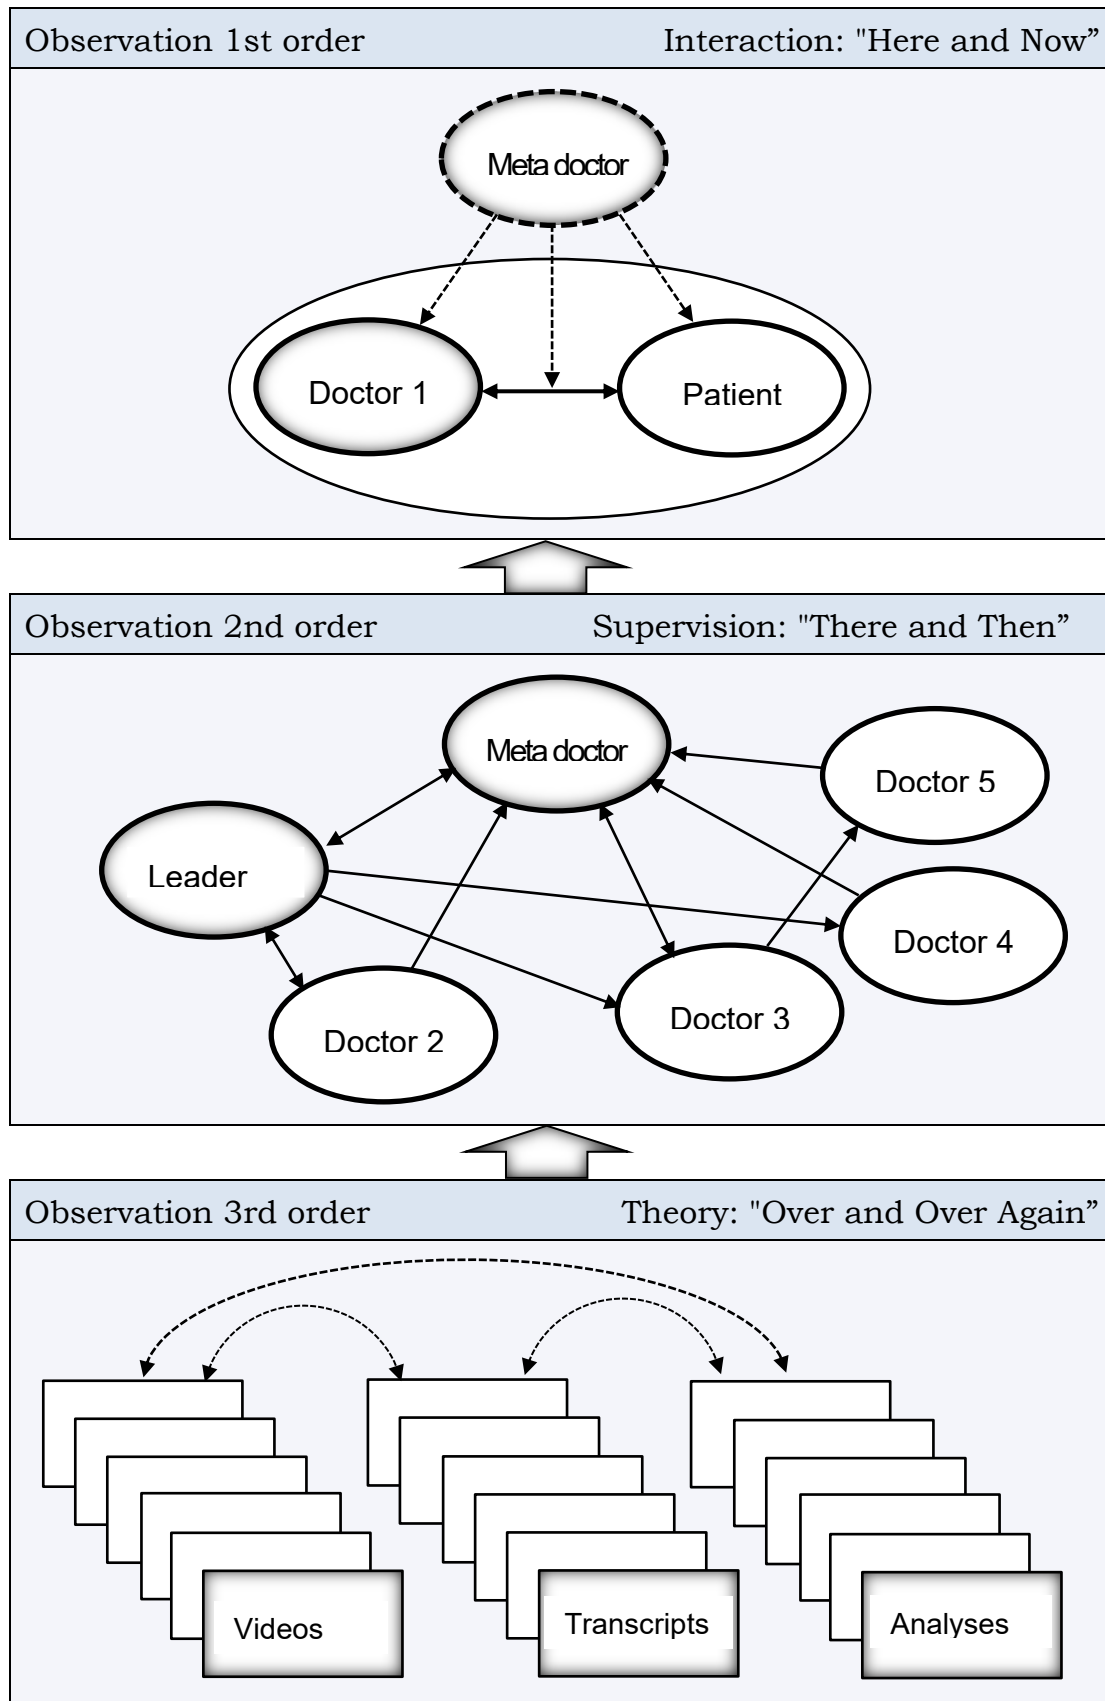 Observation 1st order Interaction: "Here and Now”
Meta doctor
Doctor 1
Patient
Observation 2nd order Supervision: "There and Then”
Meta doctor
Doctor 5
Leader
Doctor 4
Doctor 3
Doctor 2
Observation 3rd order Theory: "Over and Over Again”
Videos
Transcripts
Analyses